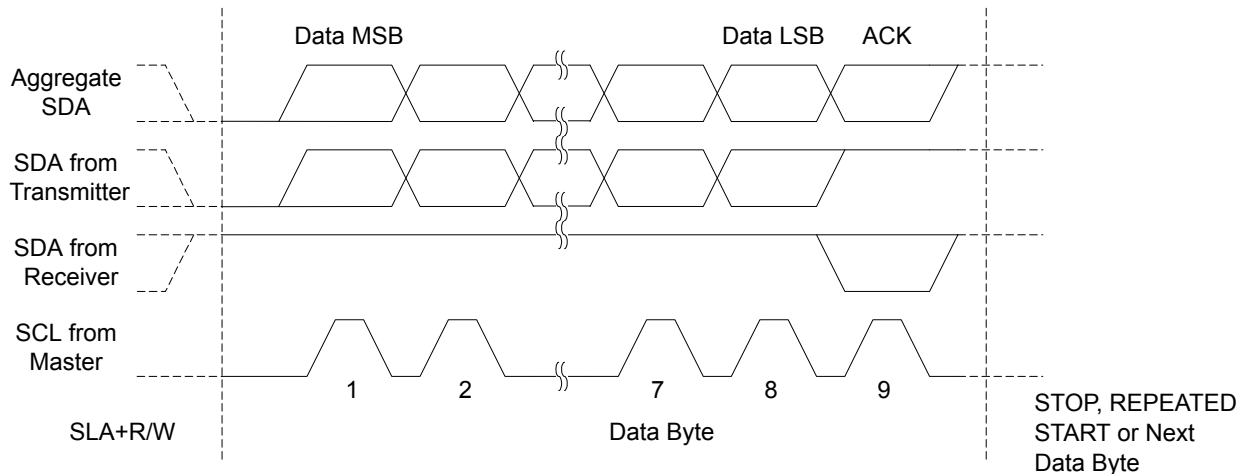 Data MSB
Data LSB
ACK
Aggregate
SDA
SDA from
Transmitter
SDA from
Receiver
SCL from
Master
1
2
7
8
9
SLA+R/W
Data Byte
STOP, REPEATED
START or Next
Data Byte